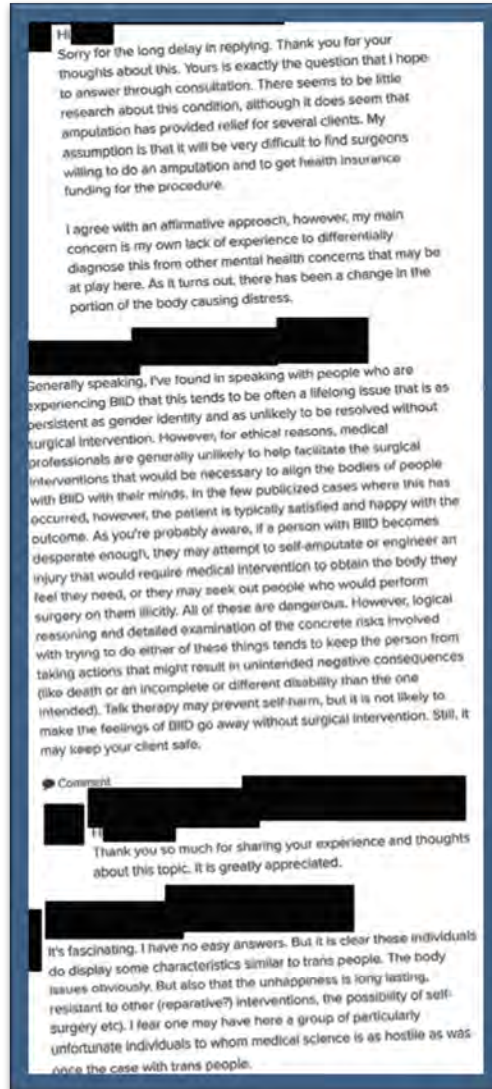 Hi
Sorry for the long delay in replying. Thank you for your
thoughts about this. Yours is exactly the question that I hope
to answer through consultation. There seems to be little
research about this condition, although it does seem that
amputation has provided relief for several clients. My
assumption is that it will be very difficult to find surgeons
willing to do an amputation and to get health insurance
funding for the procedure.
I agree with an affirmative approach, however, my main
concern is my own lack of experience to differentially
diagnose this from other mental health concerns that may be
at play here. As it turns out, there has been a change in the
portion of the body causing distress.
Generally speaking, I've found in speaking with people who are
experiencing BIID that this tends to be often a lifelong issue that is as
persistent as gender identity and as unlikely to be resolved without
surgical intervention. However, for ethical reasons, medical
professionals are generally unlikely to help facilitate the surgical
interventions that would be necessary to align the bodies of people
with BIID with their minds. In the few publicized cases where this has
occurred, however, the patient is typically satisfied and happy with the
outcome. As you're probably aware, if a person with BIID becomes
desperate enough, they may attempt to self-amputate or engineer an
injury that would require medical intervention to obtain the body they
feel they need, or they may seek out people who would perform
surgery on them illicitly. All of these are dangerous. However, logical
reasoning and detailed examination of the concrete risks involved
with trying to do either of these things tends to keep the person from
taking actions that might result in unintended negative consequences
(like death or an incomplete or different disability than the one
intended). Talk therapy may prevent self-harm, but it is not likely to
make the feelings of BIID go away without surgical intervention. Still, it
may keep your client safe.
Comment
Hi
Thank you so much for sharing your experience and thoughts
about this topic. It is greatly appreciated.
It's fascinating. I have no easy answers. But it is clear these individuals
do display some characteristics similar to trans people. The body
issues obviously. But also that the unhappiness is long lasting,
resistant to other (reparative?) interventions, the possibility of self-
surgery etc). I fear one may have here a group of particularly
unfortunate individuals to whom medical science is as hostile as was
once the case with trans people.